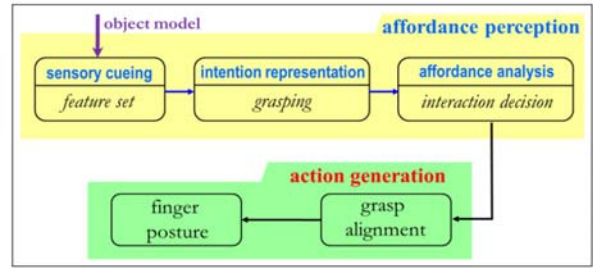 object model
affordance perception
sensory cueing
feature set
intention representation
grasping
affordance analysis
interaction decision
action generation
finger
posture
grasp
alignment